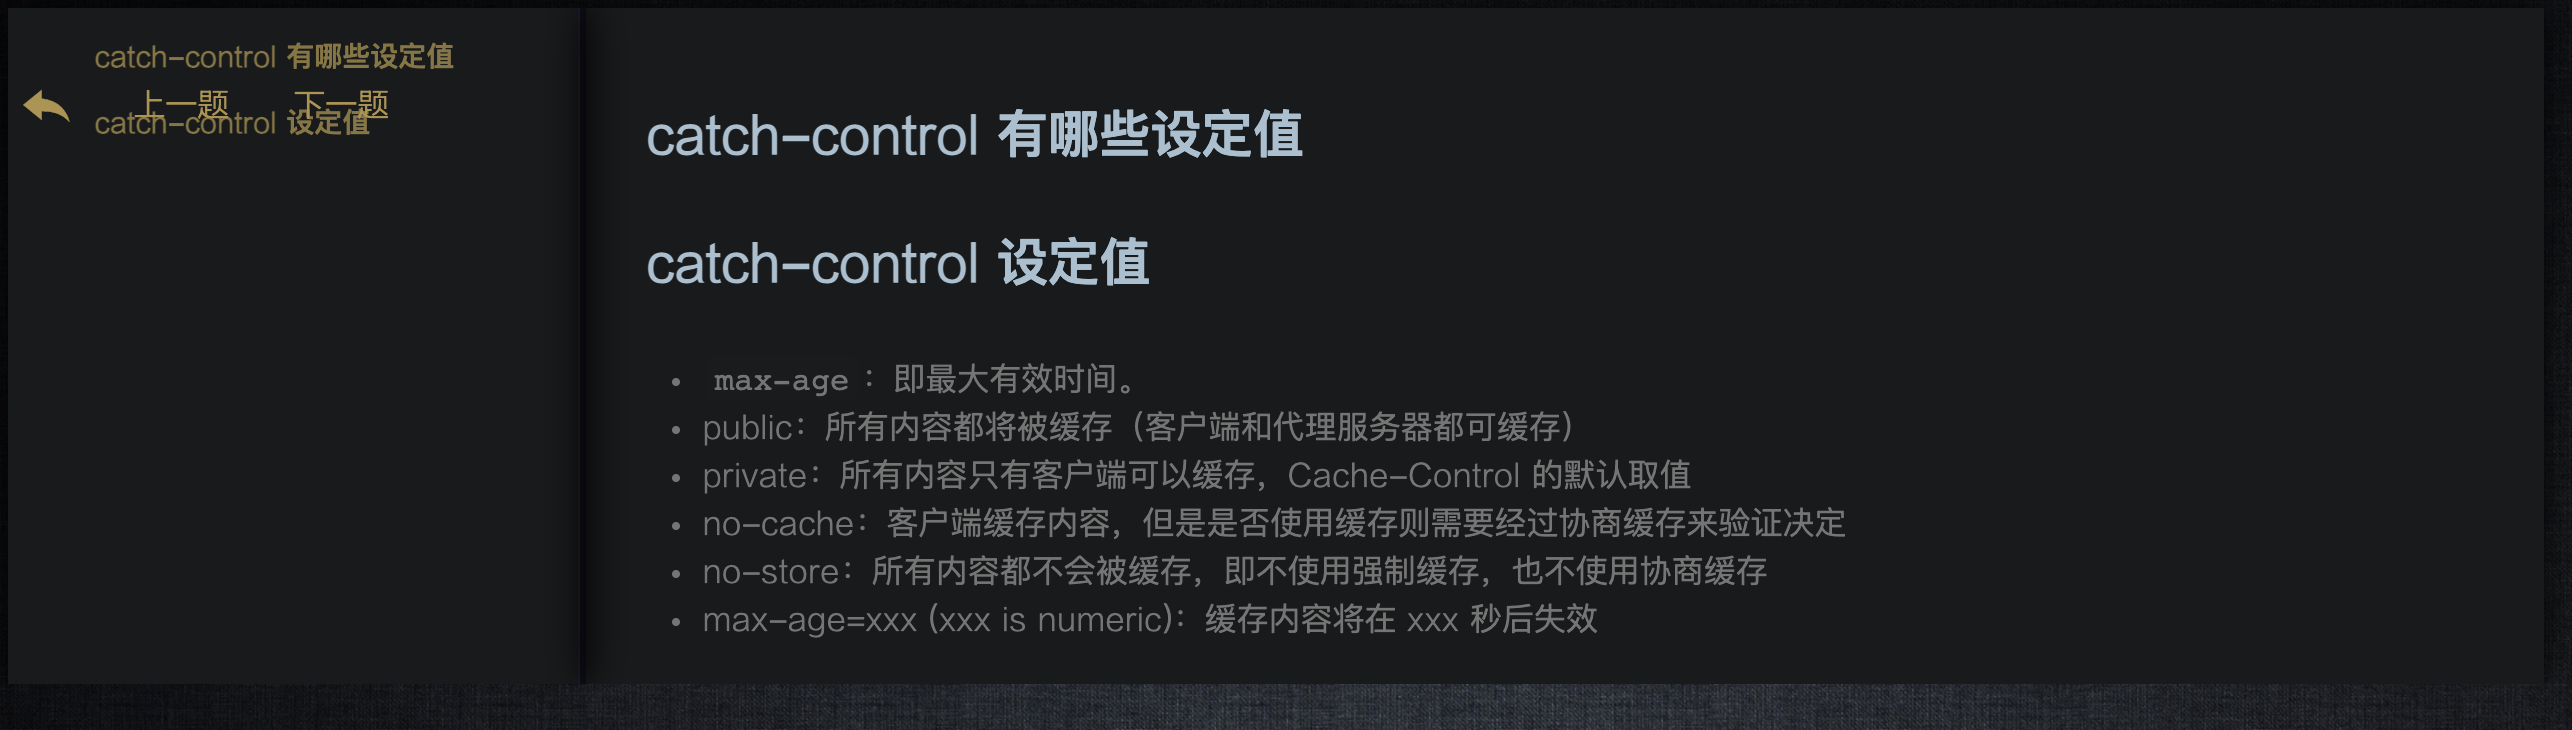 catch-control 有哪些设定值
上一题 下一题
catch-control 设定值
catch-control 有哪些设定值
catch-control 设定值
• max-age ：即最大有效时间。
• public：所有内容都将被缓存（客户端和代理服务器都可缓存）
• private：所有内容只有客户端可以缓存，Cache-Control 的默认取值
• no-cache：客户端缓存内容，但是是否使用缓存则需要经过协商缓存来验证决定
• no-store：所有内容都不会被缓存，即不使用强制缓存，也不使用协商缓存
• max-age=xxx (xxx is numeric)：缓存内容将在 xxx 秒后失效